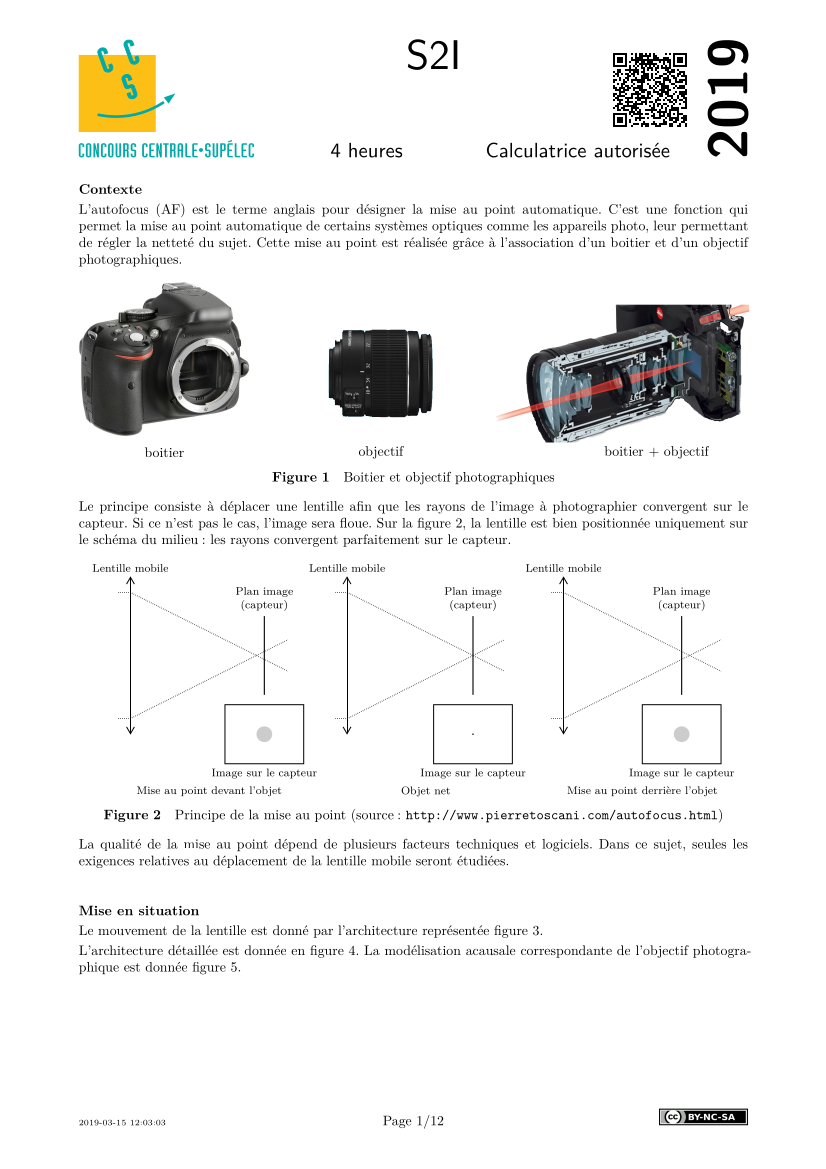 S2I
2019
CCS
CONCOURS CENTRALE•SUPÉLEC
4 heures
Calculatrice autorisée
Contexte
L'autofocus (AF) est le terme anglais pour désigner la mise au point automatique. C'est une fonction qui
permet la mise au point automatique de certains systèmes optiques comme les appareils photo, leur permettant
de régler la netteté du sujet. Cette mise au point est réalisée grâce à l'association d'un boitier et d'un objectif
photographiques.
boitier
objectif
boitier + objectif
Figure 1 Boitier et objectif photographiques
Le principe consiste à déplacer une lentille afin que les rayons de l'image à photographier convergent sur le
capteur. Si ce n'est pas le cas, l'image sera floue. Sur la figure 2, la lentille est bien positionnée uniquement sur
le schéma du milieu : les rayons convergent parfaitement sur le capteur.
Lentille mobile
Plan image
(capteur)
Image sur le capteur
Mise au point devant l'objet
Lentille mobile
Plan image
(capteur)
Image sur le capteur
Objet net
Lentille mobile
Plan image
(capteur)
Image sur le capteur
Mise au point derrière l'objet
Figure 2 Principe de la mise au point (source : http://www.pierretoscani.com/autofocus.html)
La qualité de la mise au point dépend de plusieurs facteurs techniques et logiciels. Dans ce sujet, seules les
exigences relatives au déplacement de la lentille mobile seront étudiées.
Mise en situation
Le mouvement de la lentille est donné par l'architecture représentée figure 3.
L'architecture détaillée est donnée en figure 4. La modélisation acausale correspondante de l'objectif photogra-
phique est donnée figure 5.
2019-03-15 12:03:03
Page 1/12
cc BY-NC-SA